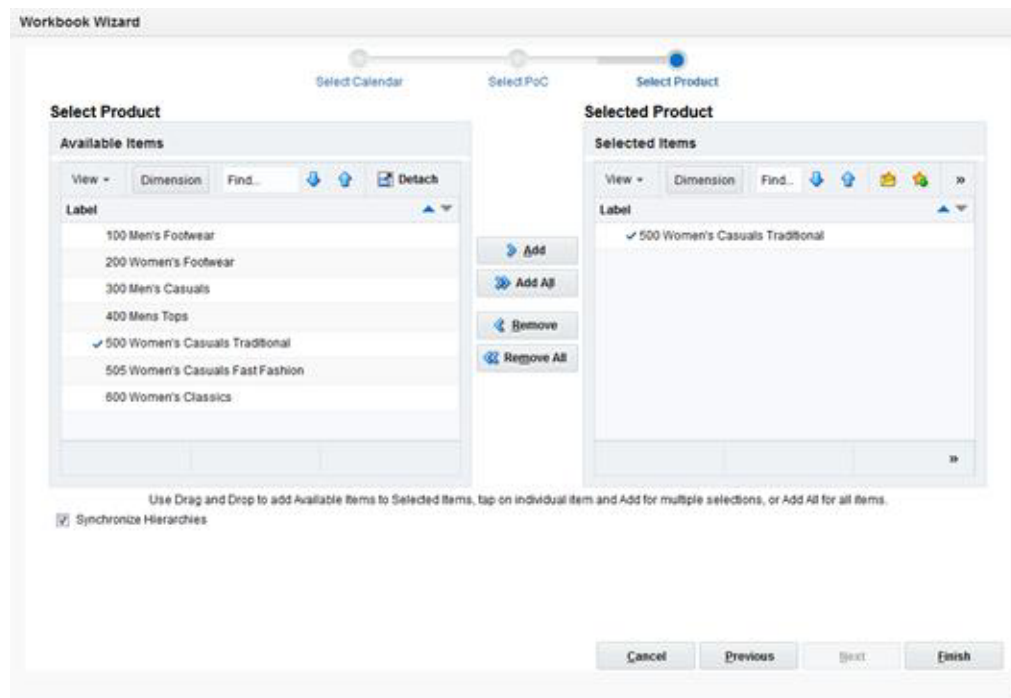 Workbook Wizard
Select Calendar
Select PoC
Select Product
Select Product
Available Items
View
Dimension
Find...
Detach
Label
100 Men's Footwear
200 Women's Footwear
300 Men's Casuals
400 Mens Tops
500 Women's Casuals Traditional
505 Women's Casuals Fast Fashion
600 Women's Classics
Add
Add All
Remove
Remove All
Selected Product
Selected Items
View
Dimension
Find...
»
Label
500 Women's Casuals Traditional
»
Use Drag and Drop to add Available Items to Selected Items, tap on individual item and Add for multiple selections, or Add All for all items.
Synchronize Hierarchies
Cancel
Previous
Next
Finish